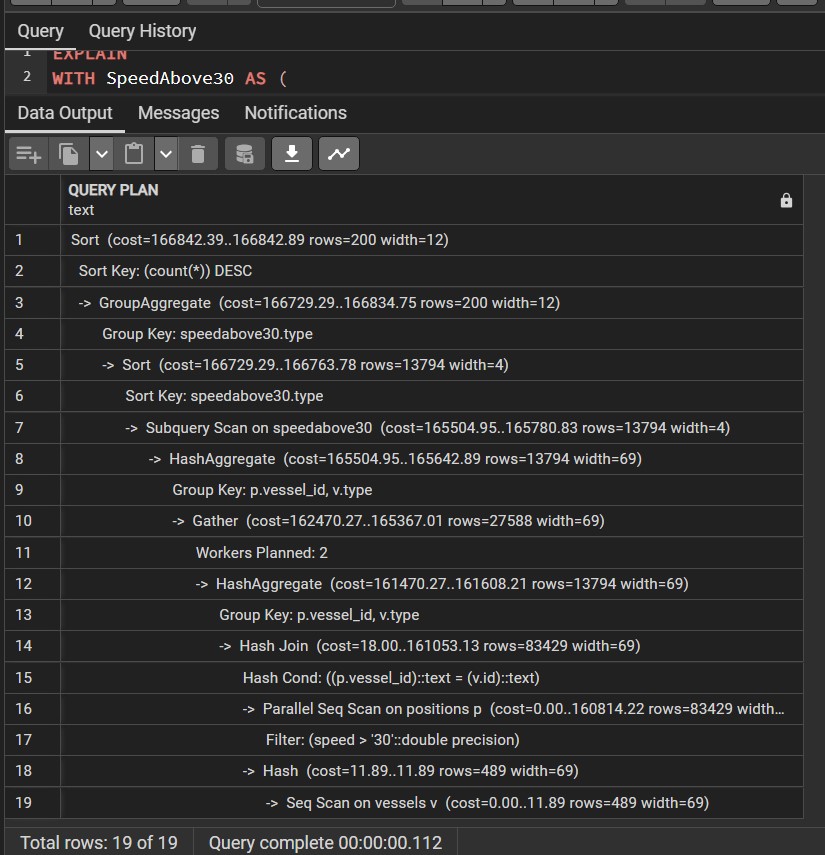 Query Query History
1 EXPLAIN
2 WITH SpeedAbove30 AS (
Data Output Messages Notifications
QUERY PLAN
text
1 Sort (cost=166842.39..166842.89 rows=200 width=12)
2 Sort Key: (count(*)) DESC
3 -> GroupAggregate (cost=166729.29..166834.75 rows=200 width=12)
4 Group Key: speedabove30.type
5 -> Sort (cost=166729.29..166763.78 rows=13794 width=4)
6 Sort Key: speedabove30.type
7 -> Subquery Scan on speedabove30 (cost=165504.95..165780.83 rows=13794 width=4)
8 -> HashAggregate (cost=165504.95..165642.89 rows=13794 width=69)
9 Group Key: p.vessel_id, v.type
10 -> Gather (cost=162470.27..165367.01 rows=27588 width=69)
11 Workers Planned: 2
12 -> HashAggregate (cost=161470.27..161608.21 rows=13794 width=69)
13 Group Key: p.vessel_id, v.type
14 -> Hash Join (cost=18.00..161053.13 rows=83429 width=69)
15 Hash Cond: ((p.vessel_id)::text = (v.id)::text)
16 -> Parallel Seq Scan on positions p (cost=0.00..160814.22 rows=83429 width...
17 Filter: (speed > '30'::double precision)
18 -> Hash (cost=11.89..11.89 rows=489 width=69)
19 -> Seq Scan on vessels v (cost=0.00..11.89 rows=489 width=69)
Total rows: 19 of 19 Query complete 00:00:00.112